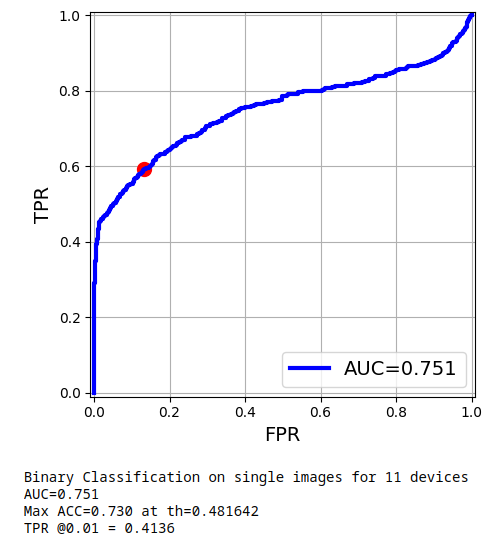 1.0
0.8
0.6
0.4
0.2
0.0
TPR
AUC=0.751
0.0 0.2 0.4 0.6 0.8 1.0
FPR
Binary Classification on single images for 11 devices
AUC=0.751
Max ACC=0.730 at th=0.481642
TPR @0.01 = 0.4136